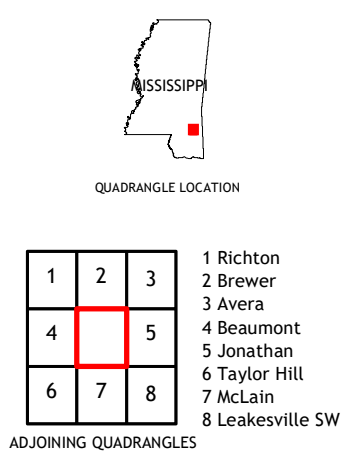 MISSISSIPPI
QUADRANGLE LOCATION
1 2 3
4 5
6 7 8
1 Richton
2 Brewer
3 Avera
4 Beaumont
5 Jonathan
6 Taylor Hill
7 McLain
8 Leakesville SW
ADJOINING QUADRANGLES